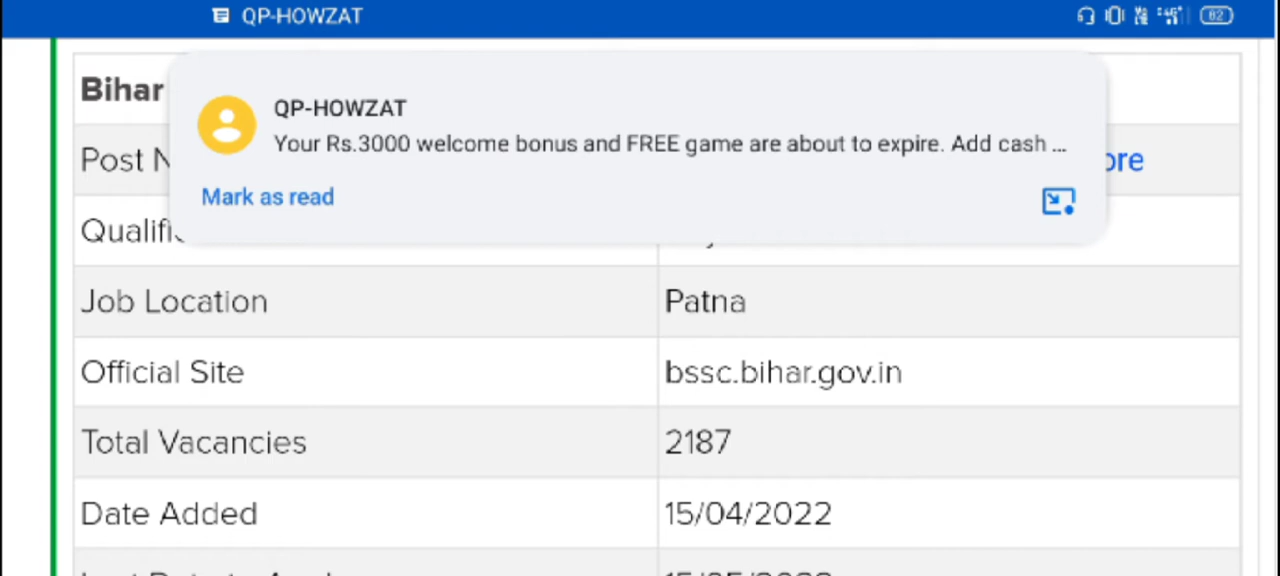 QP-HOWZAT
82
Bihar
QP-HOWZAT
Your Rs.3000 welcome bonus and FREE game are about to expire. Add cash ...
Mark as read
Post N
ore
Qualific
Job Location Patna
Official Site bssc.bihar.gov.in
Total Vacancies 2187
Date Added 15/04/2022